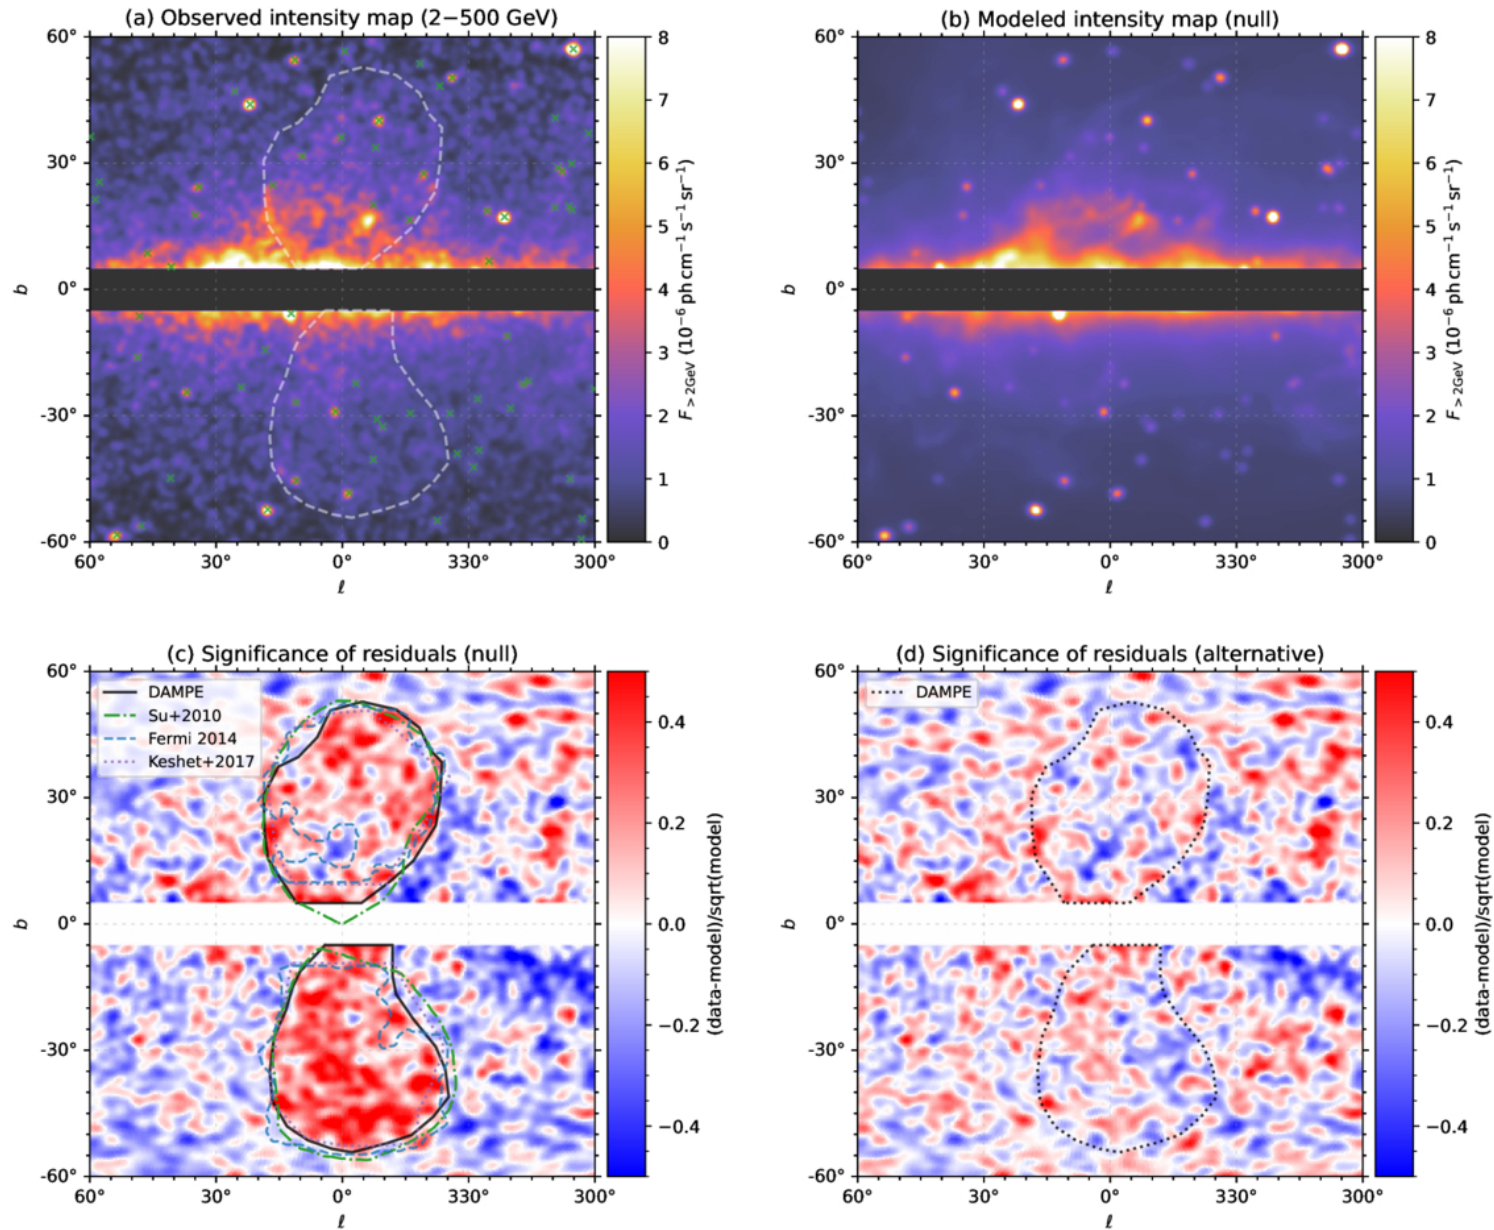 (a) Observed intensity map (2−500 GeV)
60°
30°
0°
-30°
-60°
b
60° 30° 0° 330° 300°
ℓ
8
7
6
5
4
3
2
1
0
F>2GeV (10−6 ph cm−1 s−1 sr−1)
(b) Modeled intensity map (null)
60°
30°
0°
-30°
-60°
b
60° 30° 0° 330° 300°
ℓ
8
7
6
5
4
3
2
1
0
F>2GeV (10−6 ph cm−1 s−1 sr−1)
(c) Significance of residuals (null)
DAMPE
Su+2010
Fermi 2014
Keshet+2017
60°
30°
0°
-30°
-60°
b
60° 30° 0° 330° 300°
ℓ
0.4
0.2
0.0
−0.2
−0.4
(data-model)/sqrt(model)
(d) Significance of residuals (alternative)
DAMPE
60°
30°
0°
-30°
-60°
b
60° 30° 0° 330° 300°
ℓ
0.4
0.2
0.0
−0.2
−0.4
(data-model)/sqrt(model)